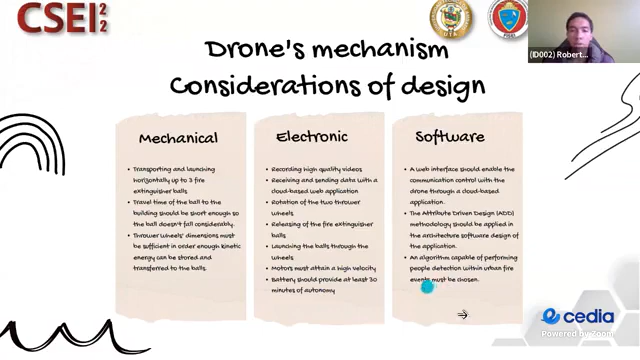 CSEI 2 2
UTA
(ID002) Robert...
Drone's mechanism
Considerations of design
Mechanical
Transporting and launching
horizontally up to 3 fire
extinguisher balls.
Travel time of the ball to the
building should be short enough so
the ball doesn't fall considerably.
Thrower wheels' dimensions must
be sufficient in order enough kinetic
energy can be stored and
transferred to the balls.
Electronic
Recording high quality videos
Receiving and sending data with a
cloud-based web application
Rotation of the two thrower
wheels
Releasing of the fire extinguisher
balls
Launching the balls through the
wheels
Motors must attain a high velocity
Battery should provide at least 30
minutes of autonomy
Software
A web interface should enable the
communication control with the
drone through a cloud-based
application.
The Attribute Driven Design (ADD)
methodology should be applied in
the architecture software design of
the application.
An algorithm capable of performing
people detection within urban fire
events must be chosen.
cedia
Powered by Zoom